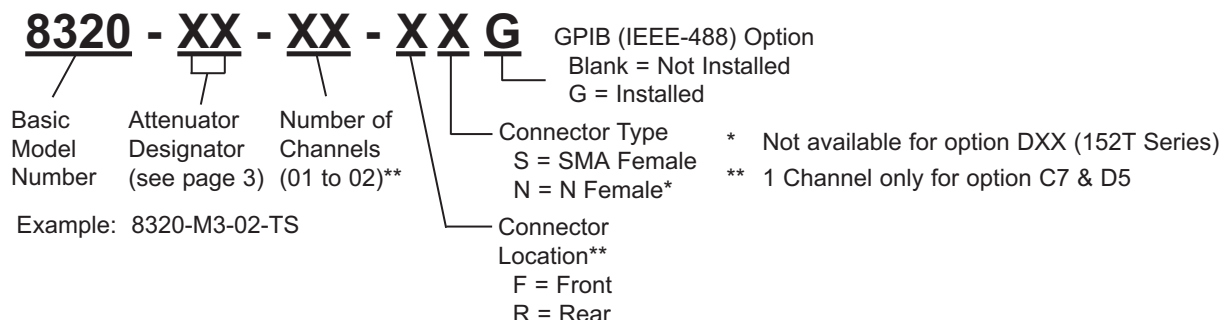 8320 - XX - XX - X X G
GPIB (IEEE-488) Option
Blank = Not Installed
G = Installed
Basic
Model
Number
Attenuator
Designator
(see page 3)
Number of
Channels
(01 to 02)**
Connector Type
S = SMA Female
N = N Female*
* Not available for option DXX (152T Series)
** 1 Channel only for option C7 & D5
Example: 8320-M3-02-TS
Connector
Location**
F = Front
R = Rear